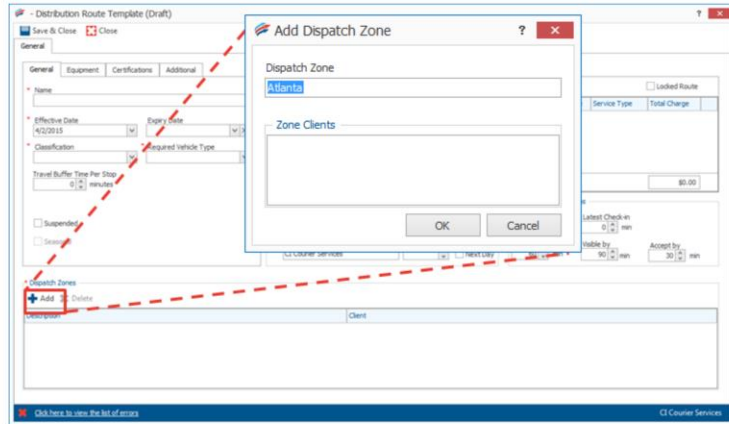 - Distribution Route Template (Draft)
Save & Close Close
General
General Equipment Certifications Additional
* Name
* Effective Date
Expiry Date
4/2/2015
* Classification
* Required Vehicle Type
Travel Buffer Time Per Stop
0 minutes
Suspended
Add Dispatch Zone ?
Dispatch Zone
Atlanta
Zone Clients
OK Cancel
Locked Route
Service Type Total Charge
$0.00
Latest Check-in
0 min
Visible by
Accept by
90 min
30 min
CI Courier Services
Next Day
* Dispatch Zones
Add Delete
Description Client
Click here to view the list of errors
CI Courier Services